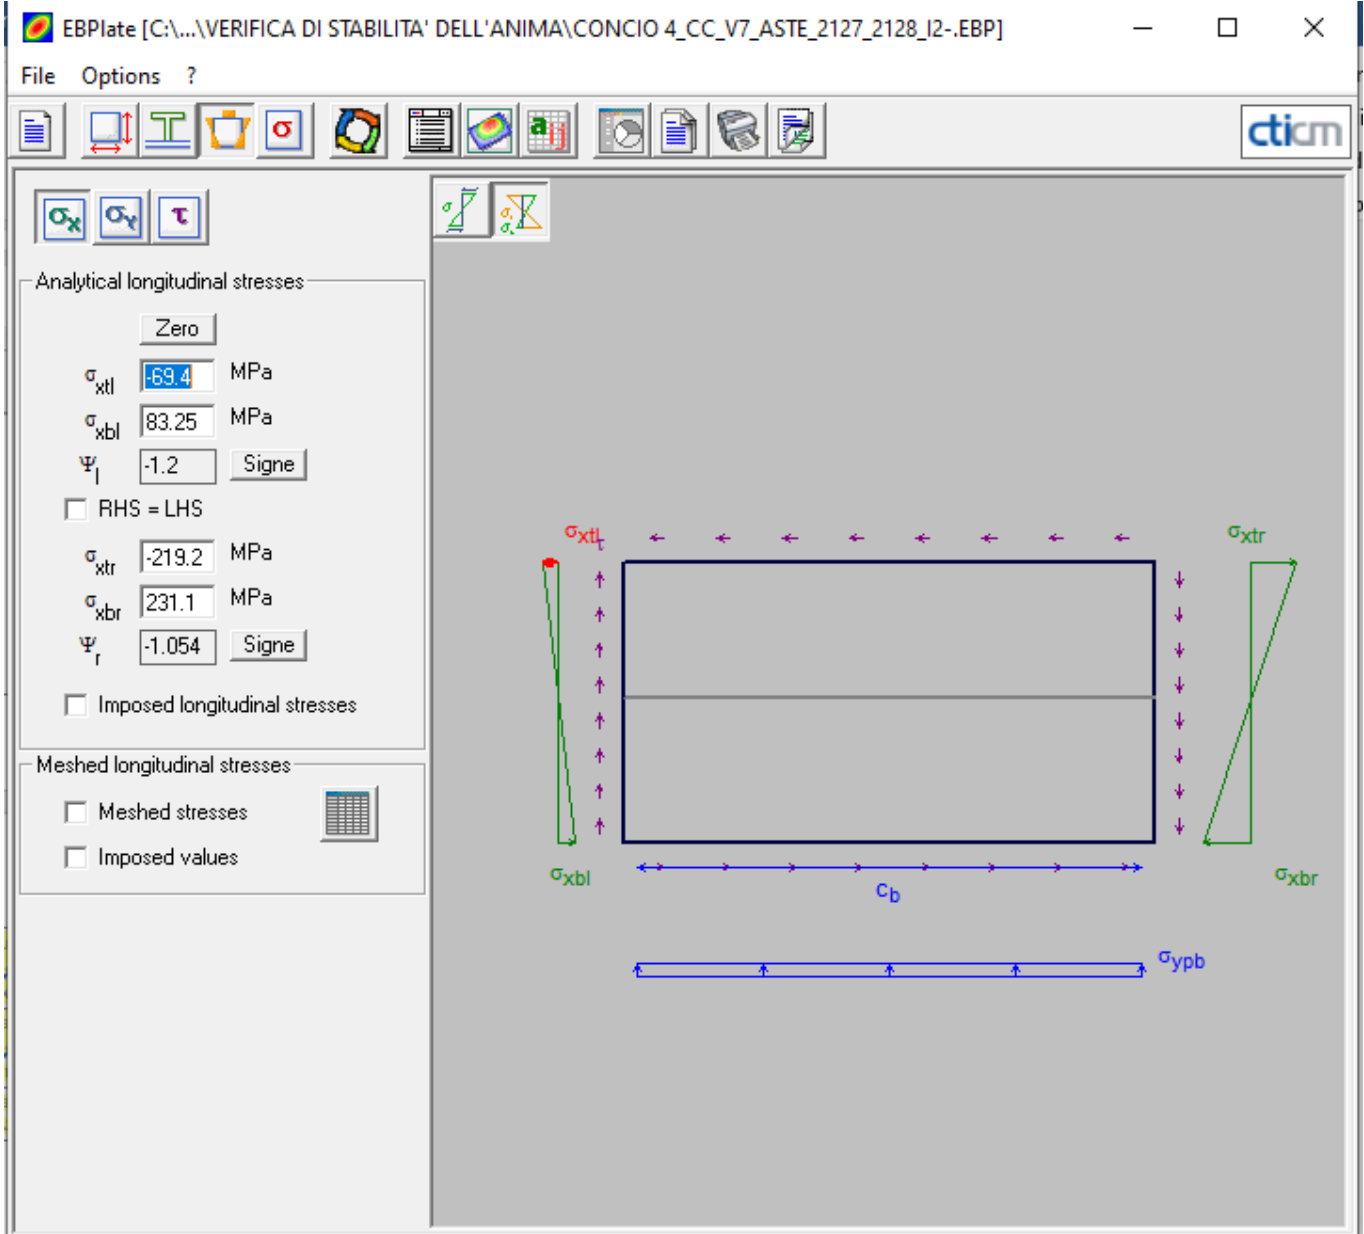 EBPlate [C:\...\VERIFICA DI STABILITA' DELL'ANIMA\CONCIO 4_CC_V7_ASTE_2127_2128_I2-.EBP]
File Options ?
σ
a ij
cticm
σx σY τ
σ
σ
Analytical longitudinal stresses
Zero
σxtl -69.4 MPa
σxbl 83.25 MPa
Ψl -1.2 Signe
RHS = LHS
σxtr -219.2 MPa
σxbr 231.1 MPa
Ψr -1.054 Signe
Imposed longitudinal stresses
Meshed longitudinal stresses
Meshed stresses
Imposed values
σxtl τ σxtr
σxbl cb σxbr
σypb